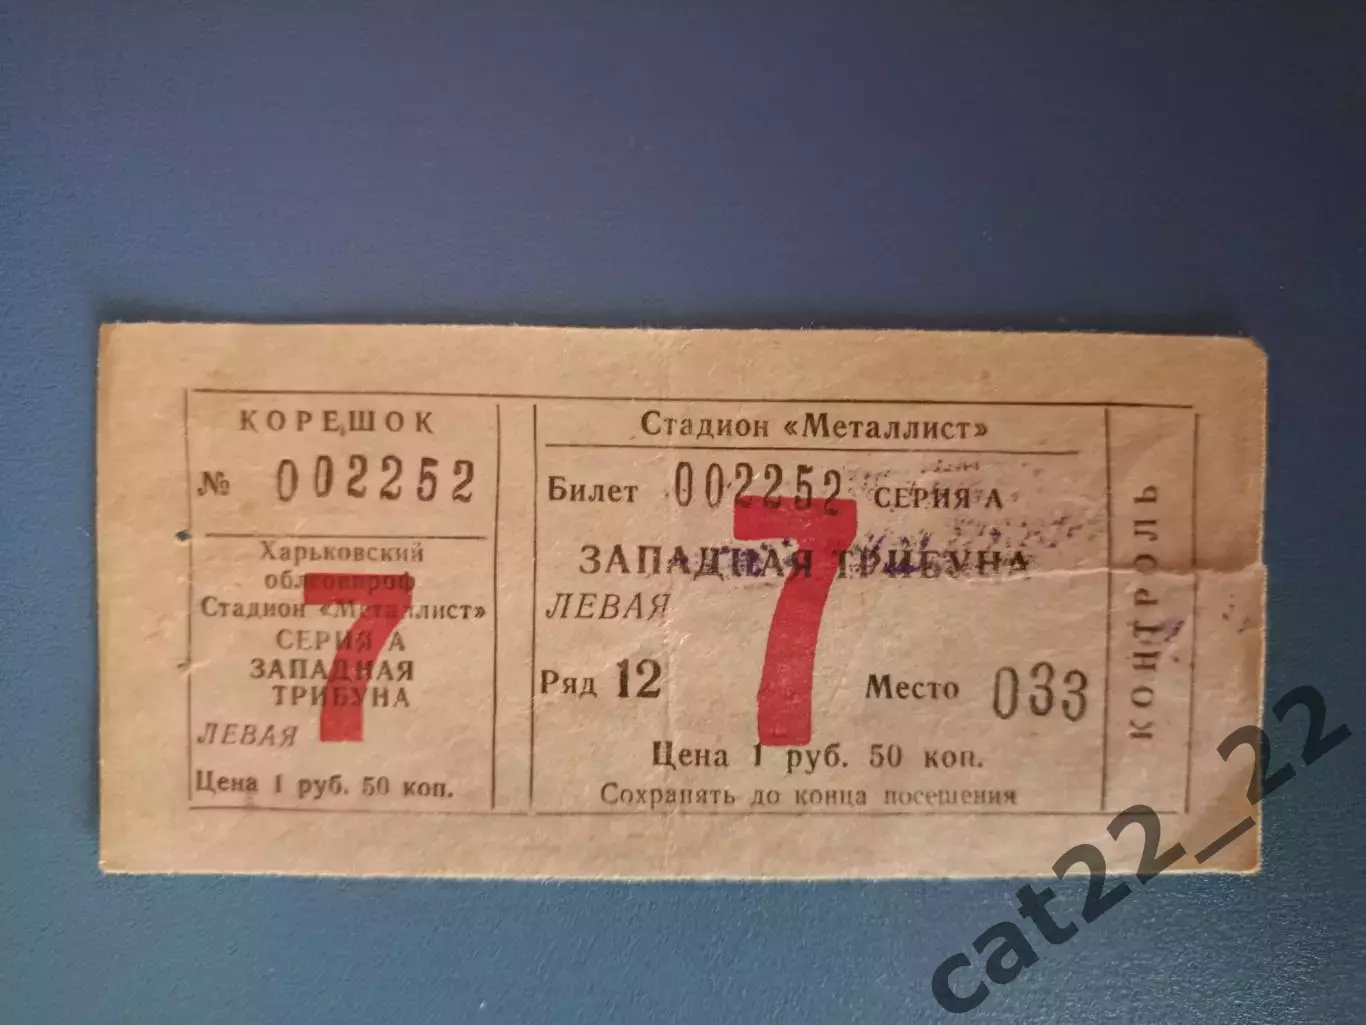 КОРЕШОК
№ 002252
Харьковский
облсовпроф
Стадион «Металлист»
СЕРИЯ А
ЗАПАДНАЯ
ТРИБУНА
7
ЛЕВАЯ
Цена 1 руб. 50 коп.
Стадион «Металлист»
Билет 002252 СЕРИЯ А
ЗАПАДНАЯ ТРИБУНА
ЛЕВАЯ
7
Ряд 12 Место 033
Цена 1 руб. 50 коп.
Сохранять до конца посещения
КОНТРОЛЬ
cat22_22